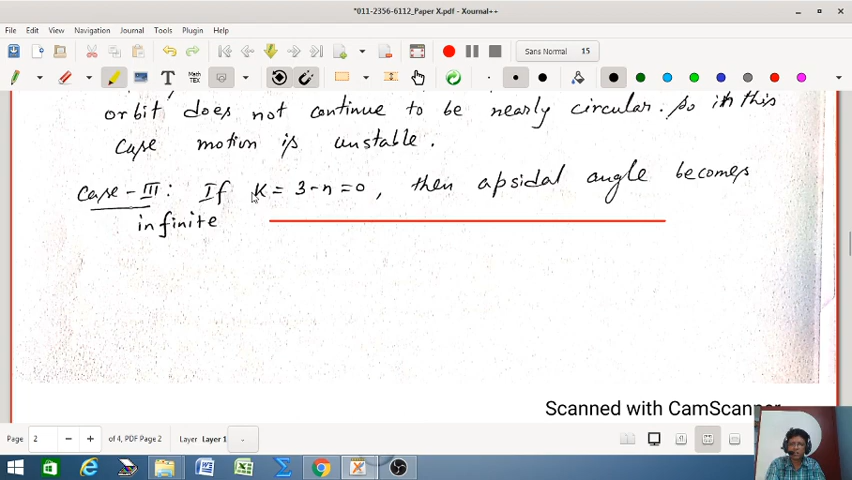 *011-2356-6112_Paper X.pdf - Xournal++
File Edit View Navigation Journal Tools Plugin Help
Sans Normal 15
T Math TEX
orbit does not continue to be nearly circular. So in this
case motion is unstable.
Case - III: If K = 3-n =0, then apsidal angle becomes
infinite
Scanned with CamScanner
Page 2 of 4, PDF Page 2 Layer Layer 1